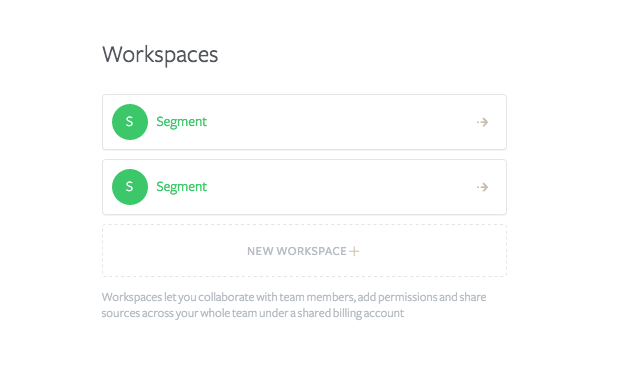 Workspaces
S Segment
S Segment
NEW WORKSPACE +
Workspaces let you collaborate with team members, add permissions and share
sources across your whole team under a shared billing account